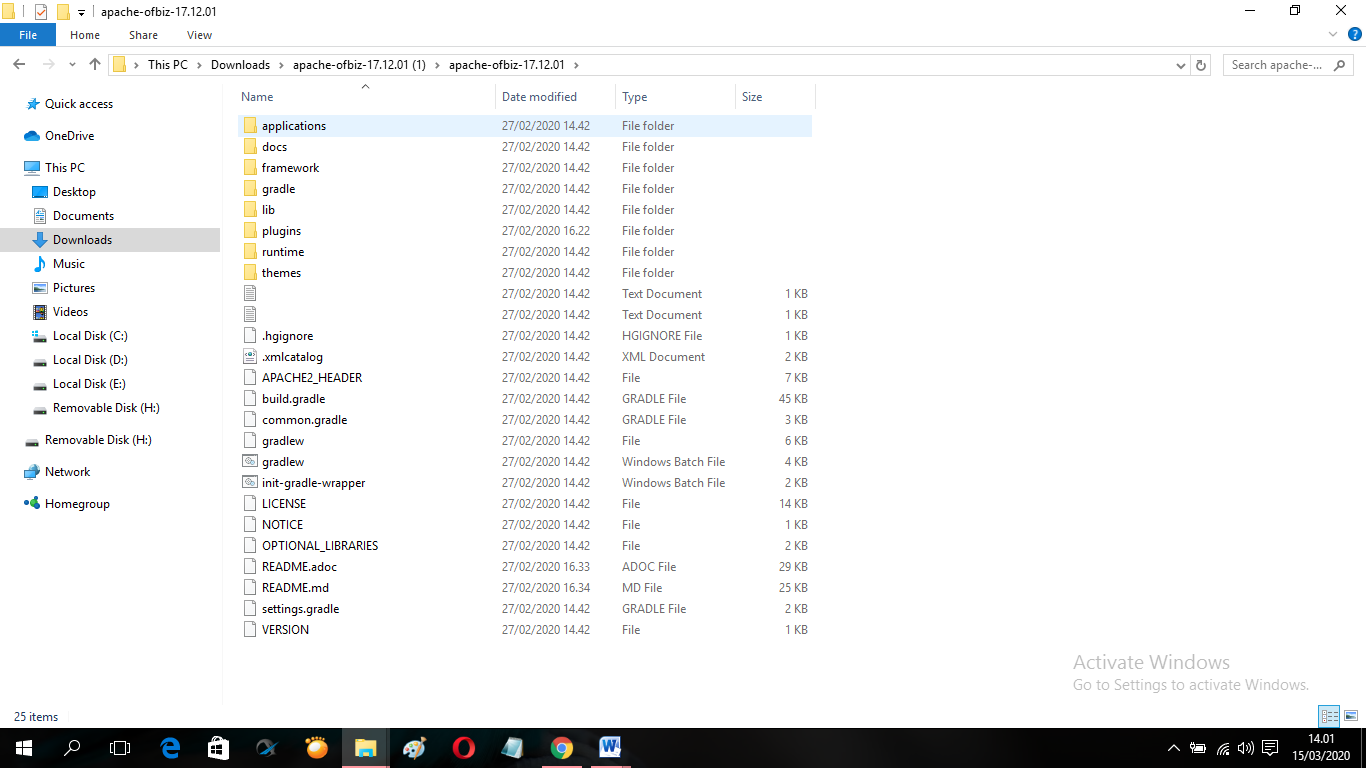 apache-ofbiz-17.12.01
File Home Share View
This PC Downloads apache-ofbiz-17.12.01 (1) apache-ofbiz-17.12.01
Search apache-...
Name Date modified Type Size
Quick access
OneDrive
This PC
Desktop
Documents
Downloads
Music
Pictures
Videos
Local Disk (C:)
Local Disk (D:)
Local Disk (E:)
Removable Disk (H:)
Removable Disk (H:)
Network
Homegroup
applications 27/02/2020 14.42 File folder
docs 27/02/2020 14.42 File folder
framework 27/02/2020 14.42 File folder
gradle 27/02/2020 14.42 File folder
lib 27/02/2020 14.42 File folder
plugins 27/02/2020 16.22 File folder
runtime 27/02/2020 14.42 File folder
themes 27/02/2020 14.42 File folder
27/02/2020 14.42 Text Document 1 KB
27/02/2020 14.42 Text Document 1 KB
.hgignore 27/02/2020 14.42 HGIGNORE File 1 KB
.xmlcatalog 27/02/2020 14.42 XML Document 2 KB
APACHE2_HEADER 27/02/2020 14.42 File 7 KB
build.gradle 27/02/2020 14.42 GRADLE File 45 KB
common.gradle 27/02/2020 14.42 GRADLE File 3 KB
gradlew 27/02/2020 14.42 File 6 KB
gradlew 27/02/2020 14.42 Windows Batch File 4 KB
init-gradle-wrapper 27/02/2020 14.42 Windows Batch File 2 KB
LICENSE 27/02/2020 14.42 File 14 KB
NOTICE 27/02/2020 14.42 File 1 KB
OPTIONAL_LIBRARIES 27/02/2020 14.42 File 2 KB
README.adoc 27/02/2020 16.33 ADOC File 29 KB
README.md 27/02/2020 16.34 MD File 25 KB
settings.gradle 27/02/2020 14.42 GRADLE File 2 KB
VERSION 27/02/2020 14.42 File 1 KB
Activate Windows
Go to Settings to activate Windows.
25 items
14.01
15/03/2020